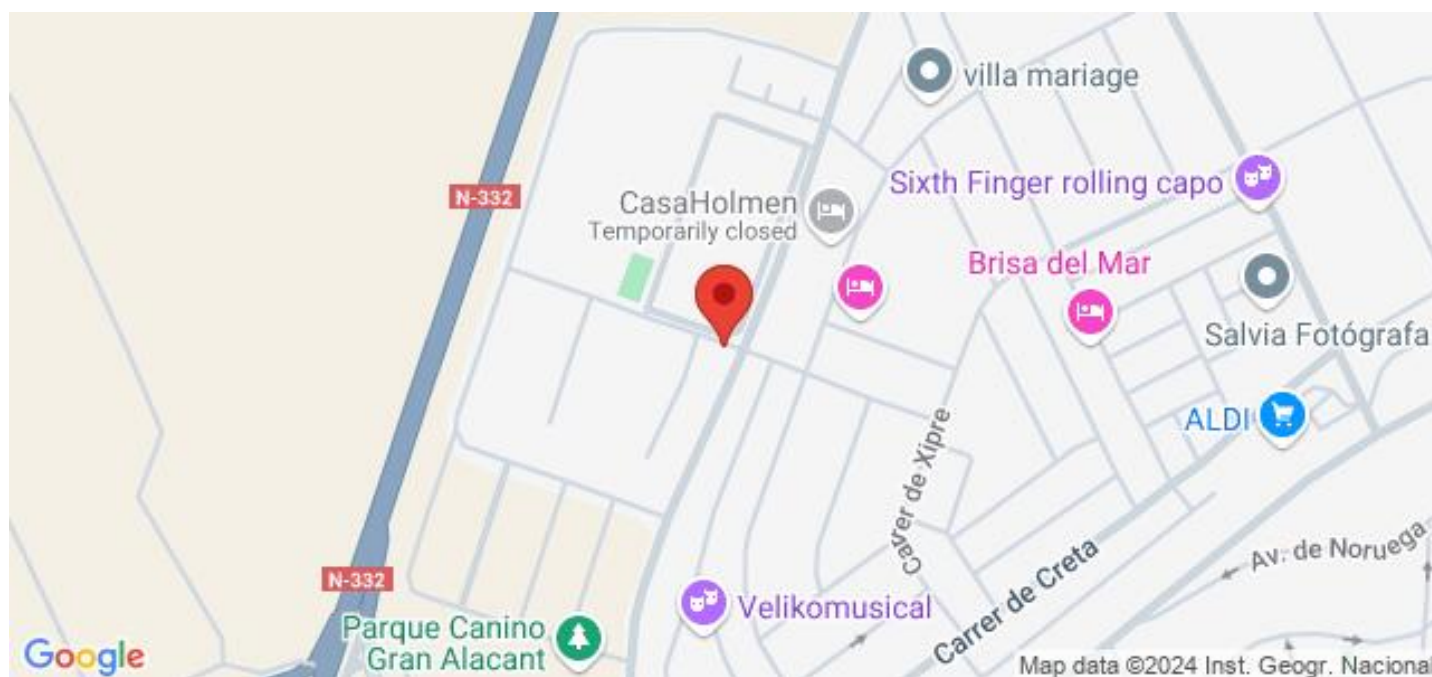 villa mariage
Sixth Finger rolling capo
N-332
CasaHolmen
Temporarily closed
Brisa del Mar
Salvia Fotógrafa
ALDI
Carrer de Xipre
Av. de Noruega
Carrer de Creta
N-332
Velikomusical
Parque Canino
Gran Alacant
Google
Map data ©2024 Inst. Geogr. Nacional